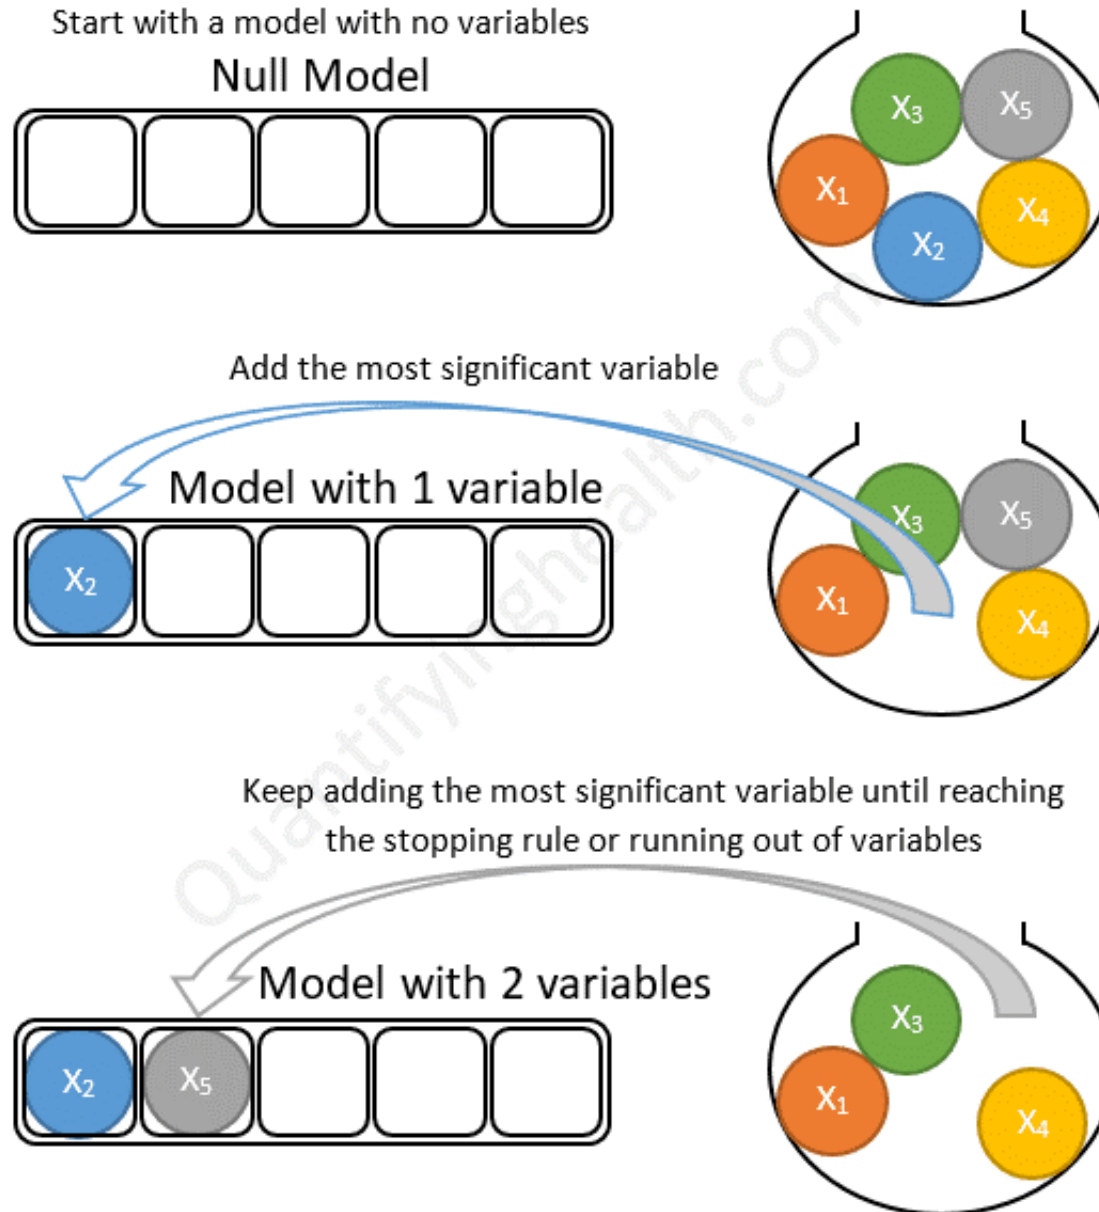 Start with a model with no variables
Null Model
X₃
X₅
X₁
X₄
X₂
Add the most significant variable
Model with 1 variable
X₂
X₃
X₅
X₁
X₄
Keep adding the most significant variable until reaching
the stopping rule or running out of variables
Model with 2 variables
X₂
X₅
X₃
X₁
X₄
Quantifyinghealth.com